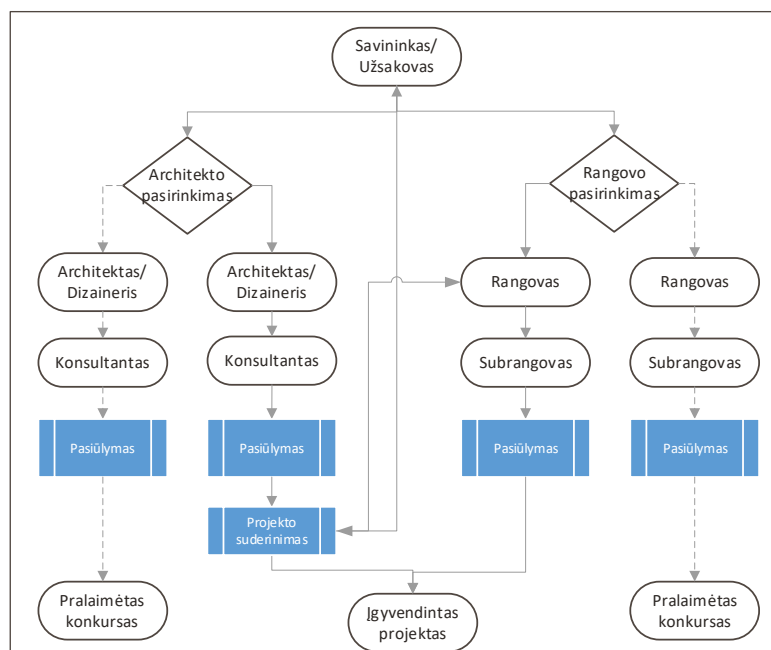 Savininkas/
Užsakovas
Architekto
pasirinkimas
Rangovo
pasirinkimas
Architektas/
Dizaineris
Architektas/
Dizaineris
Rangovas
Rangovas
Konsultantas
Konsultantas
Subrangovas
Subrangovas
Pasiūlymas
Pasiūlymas
Pasiūlymas
Pasiūlymas
Projekto
suderinimas
Pralaimėtas
konkursas
Įgyvendintas
projektas
Pralaimėtas
konkursas